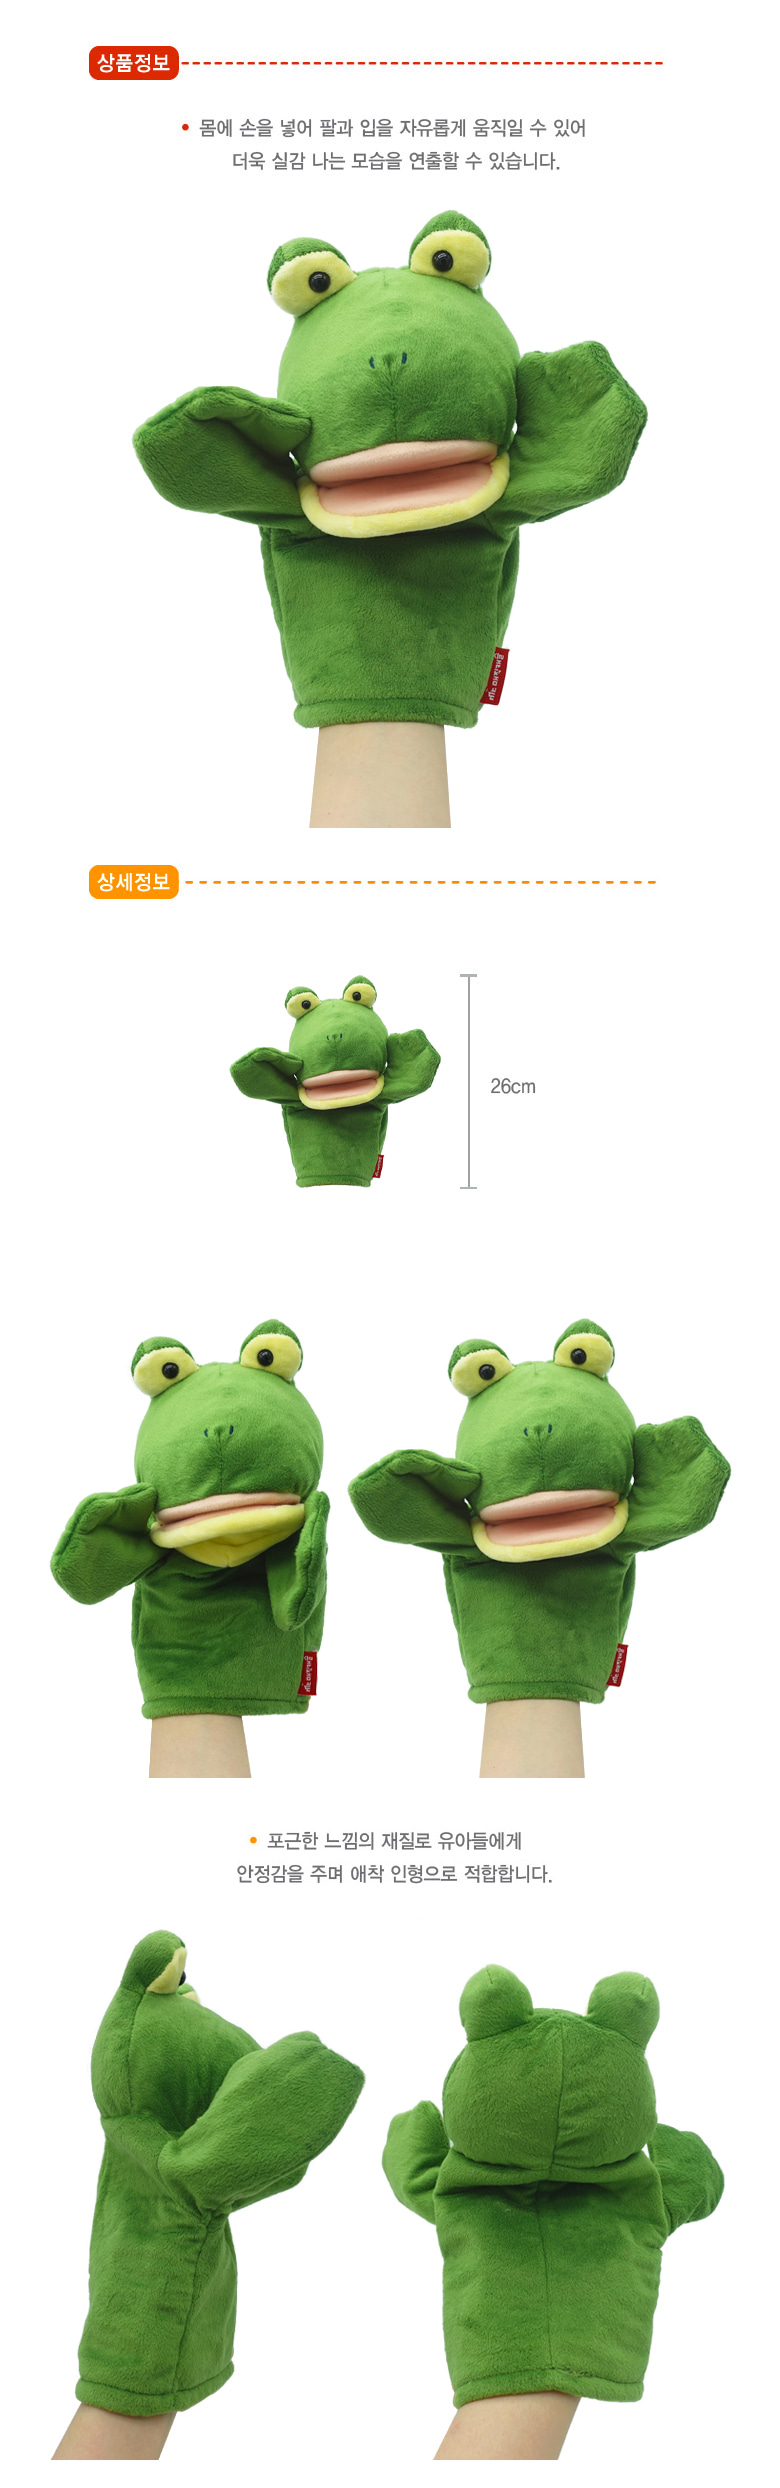 상품정보
• 몸에 손을 넣어 팔과 입을 자유롭게 움직일 수 있어
더욱 실감 나는 모습을 연출할 수 있습니다.
상세정보
26cm
• 포근한 느낌의 재질로 유아들에게
안정감을 주며 애착 인형으로 적합합니다.